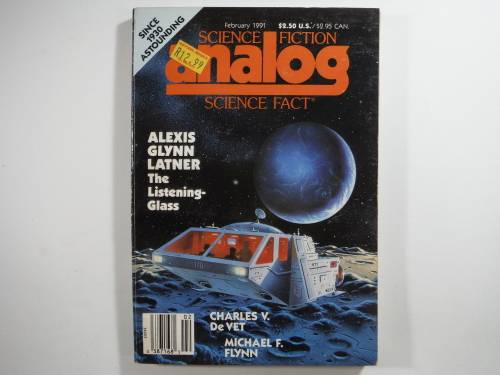 SINCE
1930
ASTOUNDING
February 1991
$2.50 U.S./$2.95 CAN.
SCIENCE FICTION
analog
R12.99
SCIENCE FACT®
ALEXIS
GLYNN
LATNER
The
Listening-
Glass
CHARLES V.
De VET
MICHAEL F.
FLYNN
02